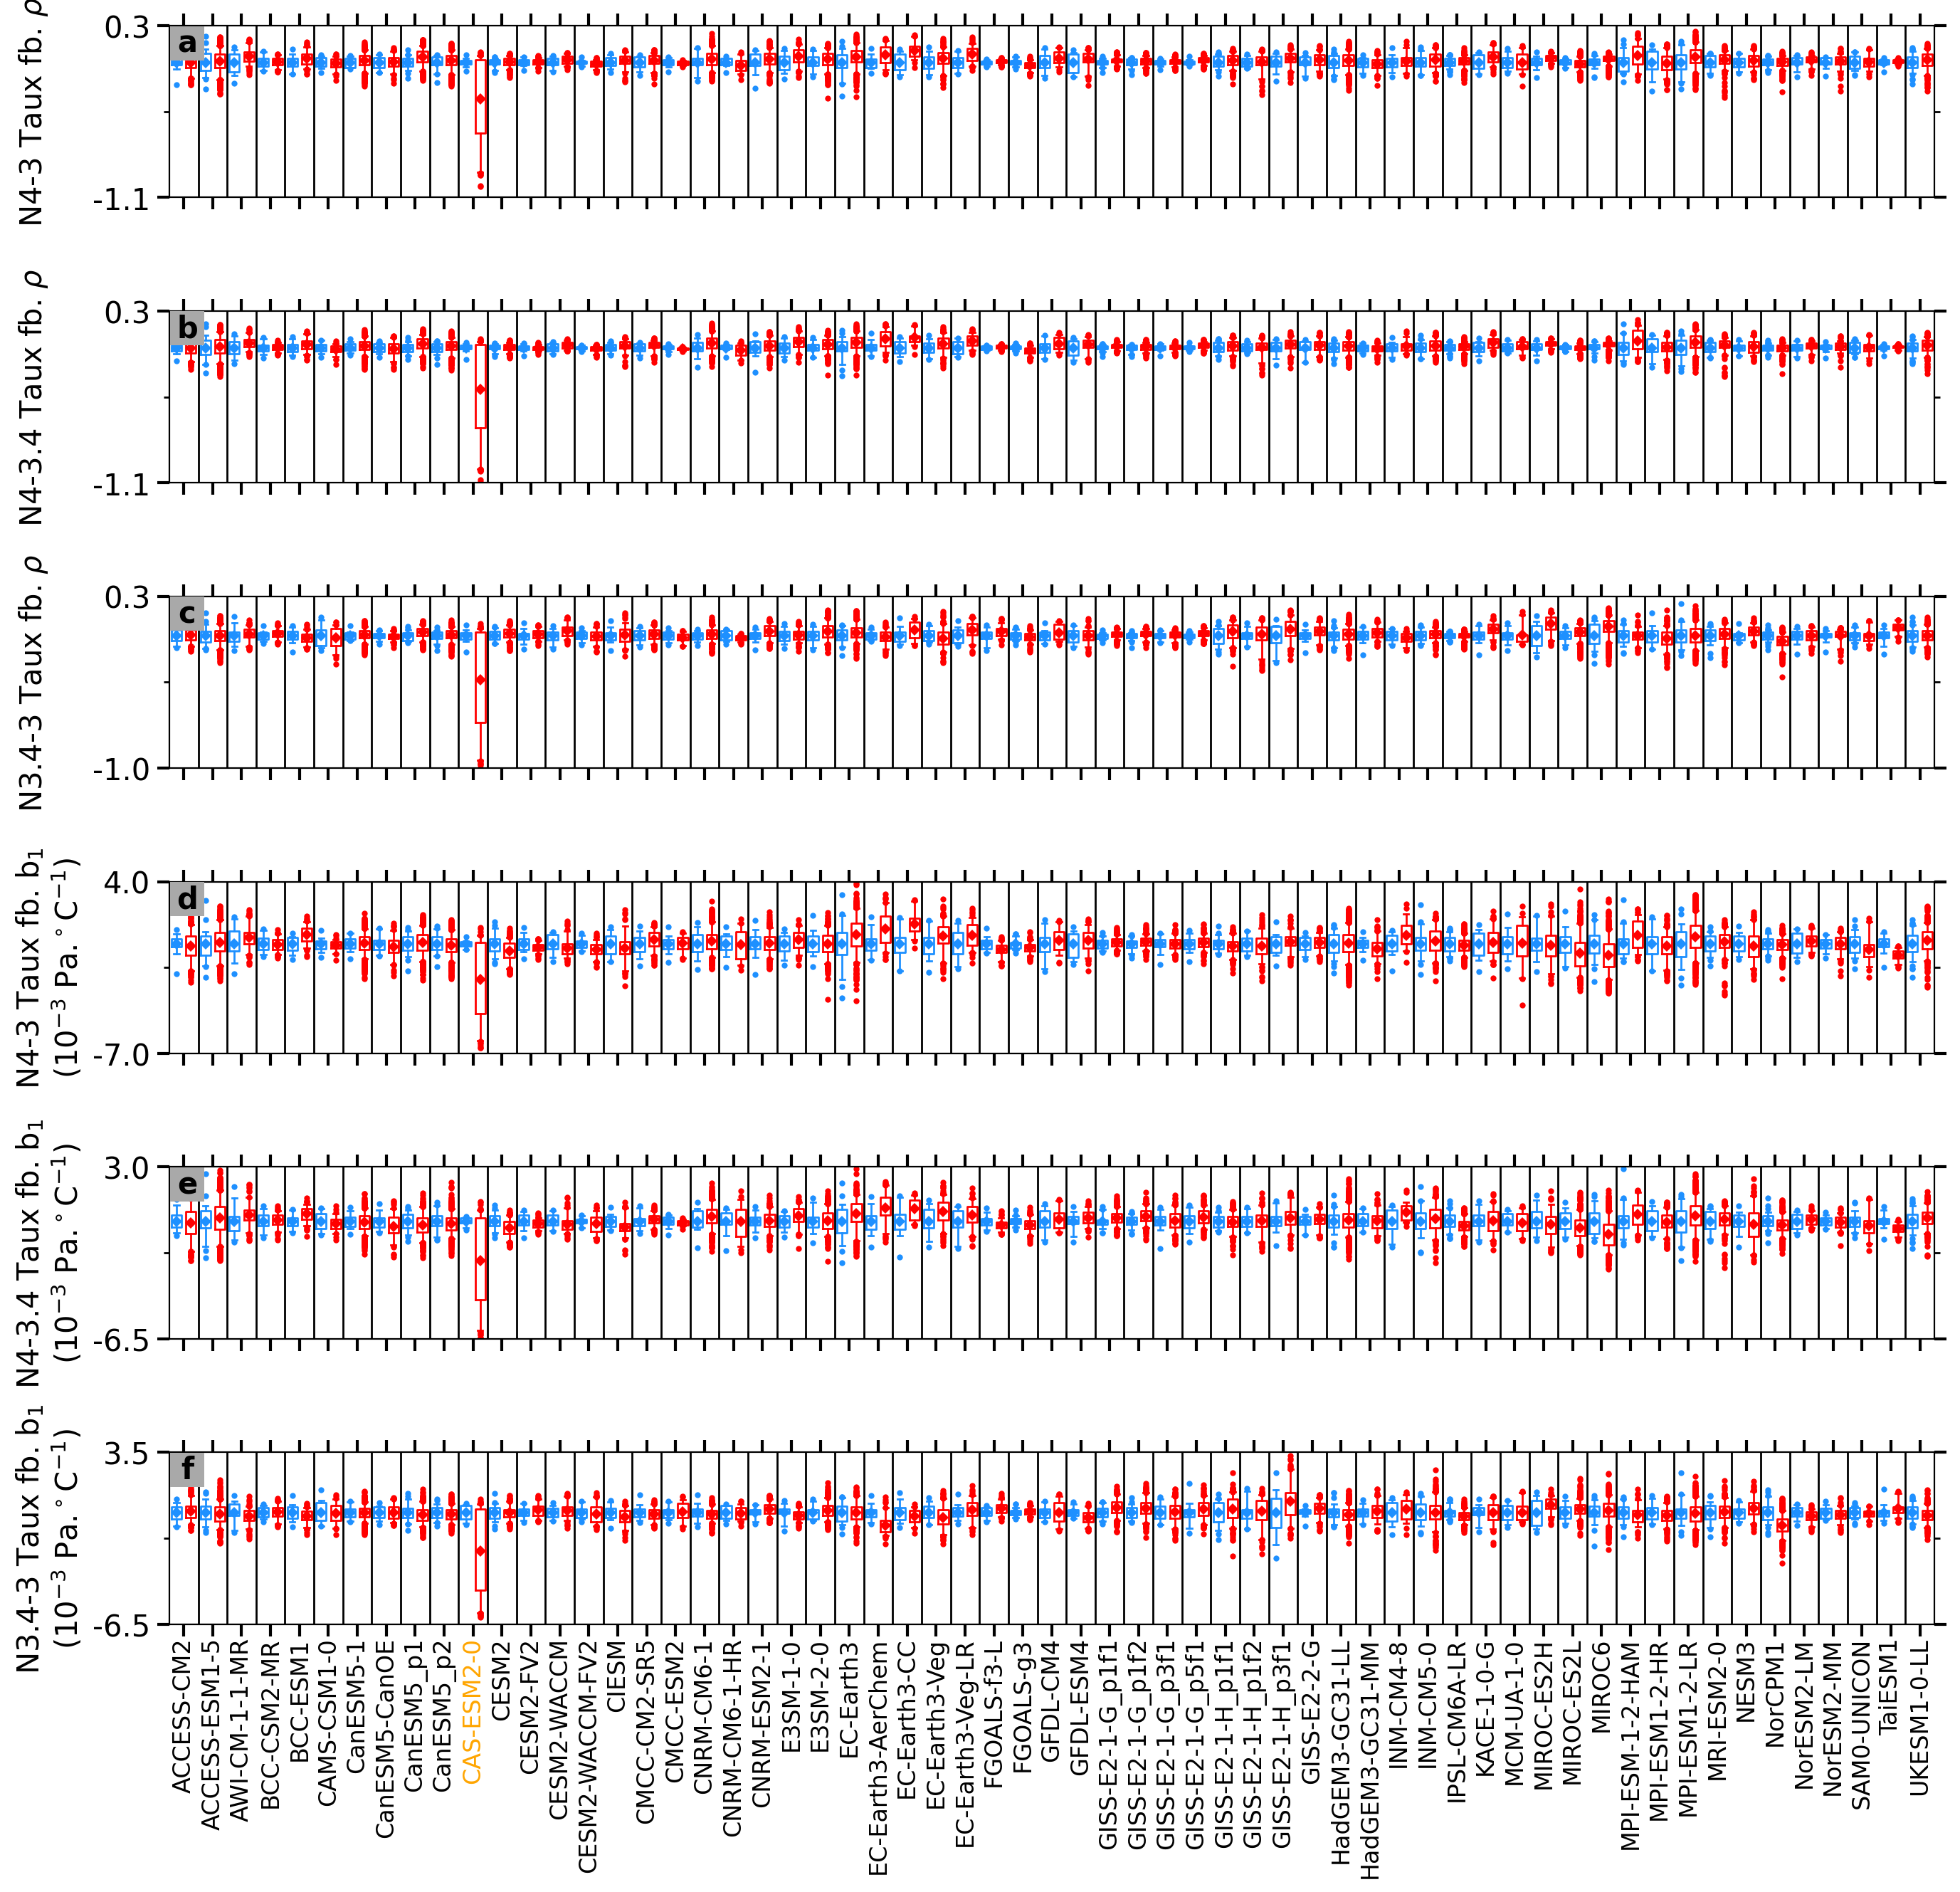 N4-3 Taux fb. ρ
0.3
a
-1.1
N4-3.4 Taux fb. ρ
0.3
b
-1.1
N3.4-3 Taux fb. ρ
0.3
c
-1.0
N4-3 Taux fb. b₁
(10⁻³ Pa.°C⁻¹)
4.0
d
-7.0
N4-3.4 Taux fb. b₁
(10⁻³ Pa.°C⁻¹)
3.0
e
-6.5
N3.4-3 Taux fb. b₁
(10⁻³ Pa.°C⁻¹)
3.5
f
-6.5
ACCESS-CM2
ACCESS-ESM1-5
AWI-CM-1-1-MR
BCC-CSM2-MR
BCC-ESM1
CAMS-CSM1-0
CanESM5-1
CanESM5-CanOE
CanESM5_p1
CanESM5_p2
CAS-ESM2-0
CESM2
CESM2-FV2
CESM2-WACCM
CESM2-WACCM-FV2
CIESM
CMCC-CM2-SR5
CMCC-ESM2
CNRM-CM6-1
CNRM-CM6-1-HR
CNRM-ESM2-1
E3SM-1-0
E3SM-2-0
EC-Earth3
EC-Earth3-AerChem
EC-Earth3-CC
EC-Earth3-Veg
EC-Earth3-Veg-LR
FGOALS-f3-L
FGOALS-g3
GFDL-CM4
GFDL-ESM4
GISS-E2-1-G_p1f1
GISS-E2-1-G_p1f2
GISS-E2-1-G_p3f1
GISS-E2-1-G_p5f1
GISS-E2-1-H_p1f1
GISS-E2-1-H_p1f2
GISS-E2-1-H_p3f1
GISS-E2-2-G
HadGEM3-GC31-LL
HadGEM3-GC31-MM
INM-CM4-8
INM-CM5-0
IPSL-CM6A-LR
KACE-1-0-G
MCM-UA-1-0
MIROC-ES2H
MIROC-ES2L
MIROC6
MPI-ESM-1-2-HAM
MPI-ESM1-2-HR
MPI-ESM1-2-LR
MRI-ESM2-0
NESM3
NorCPM1
NorESM2-LM
NorESM2-MM
SAM0-UNICON
TaiESM1
UKESM1-0-LL